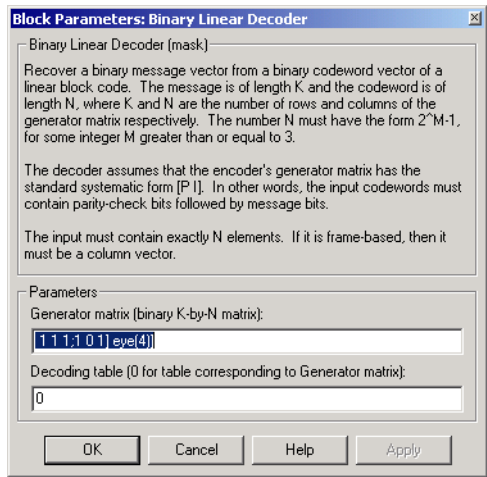 Block Parameters: Binary Linear Decoder
Binary Linear Decoder (mask)
Recover a binary message vector from a binary codeword vector of a
linear block code. The message is of length K and the codeword is of
length N, where K and N are the number of rows and columns of the
generator matrix respectively. The number N must have the form 2^M-1,
for some integer M greater than or equal to 3.
The decoder assumes that the encoder's generator matrix has the
standard systematic form [P I]. In other words, the input codewords must
contain parity-check bits followed by message bits.
The input must contain exactly N elements. If it is frame-based, then it
must be a column vector.
Parameters
Generator matrix (binary K-by-N matrix):
1 1 1;1 0 1] eye(4)]
Decoding table (0 for table corresponding to Generator matrix):
0
OK Cancel Help Apply